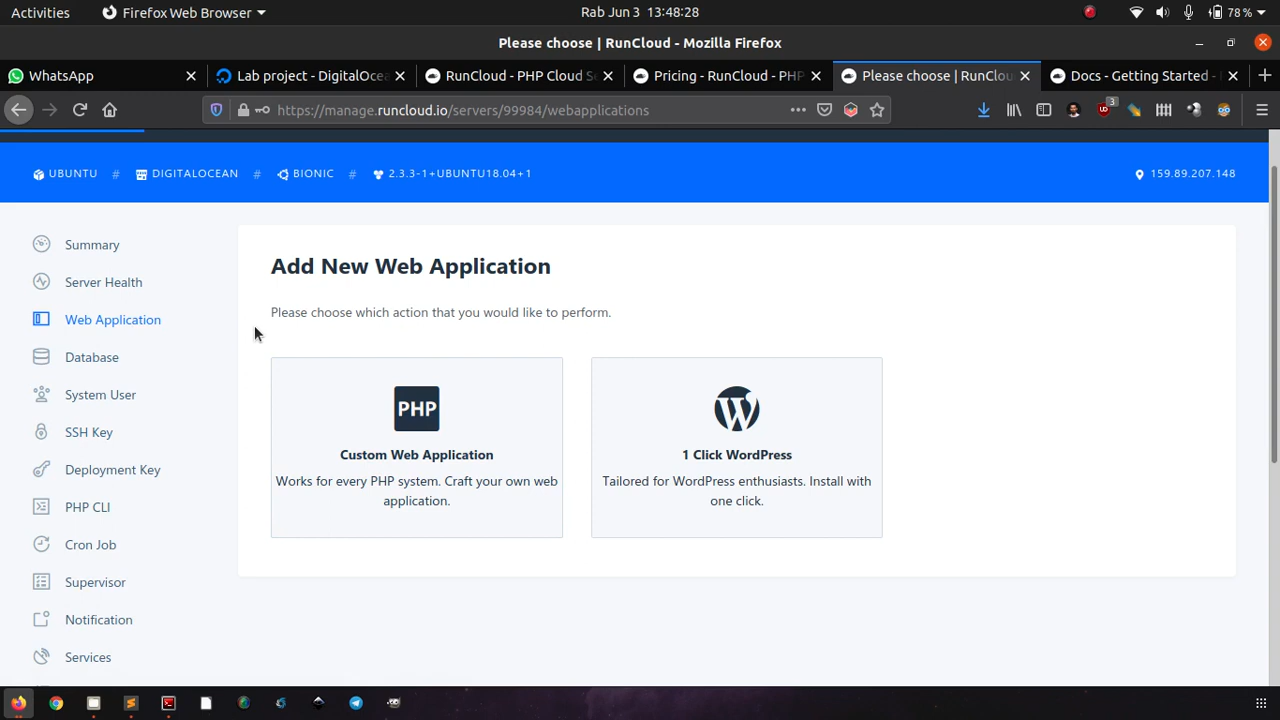 Activities
Firefox Web Browser
Rab Jun 3 13:48:28
78 %
Please choose | RunCloud - Mozilla Firefox
WhatsApp
Lab project - DigitalOcea
RunCloud - PHP Cloud Se
Pricing - RunCloud - PHP
Please choose | RunClou
Docs - Getting Started -
https://manage.runcloud.io/servers/99984/webapplications
3
UBUNTU # DIGITALOCEAN # BIONIC # 2.3.3-1+UBUNTU18.04+1
159.89.207.148
Summary
Server Health
Web Application
Database
System User
SSH Key
Deployment Key
PHP CLI
Cron Job
Supervisor
Notification
Services
Add New Web Application
Please choose which action that you would like to perform.
PHP
Custom Web Application
Works for every PHP system. Craft your own web
application.
1 Click WordPress
Tailored for WordPress enthusiasts. Install with
one click.